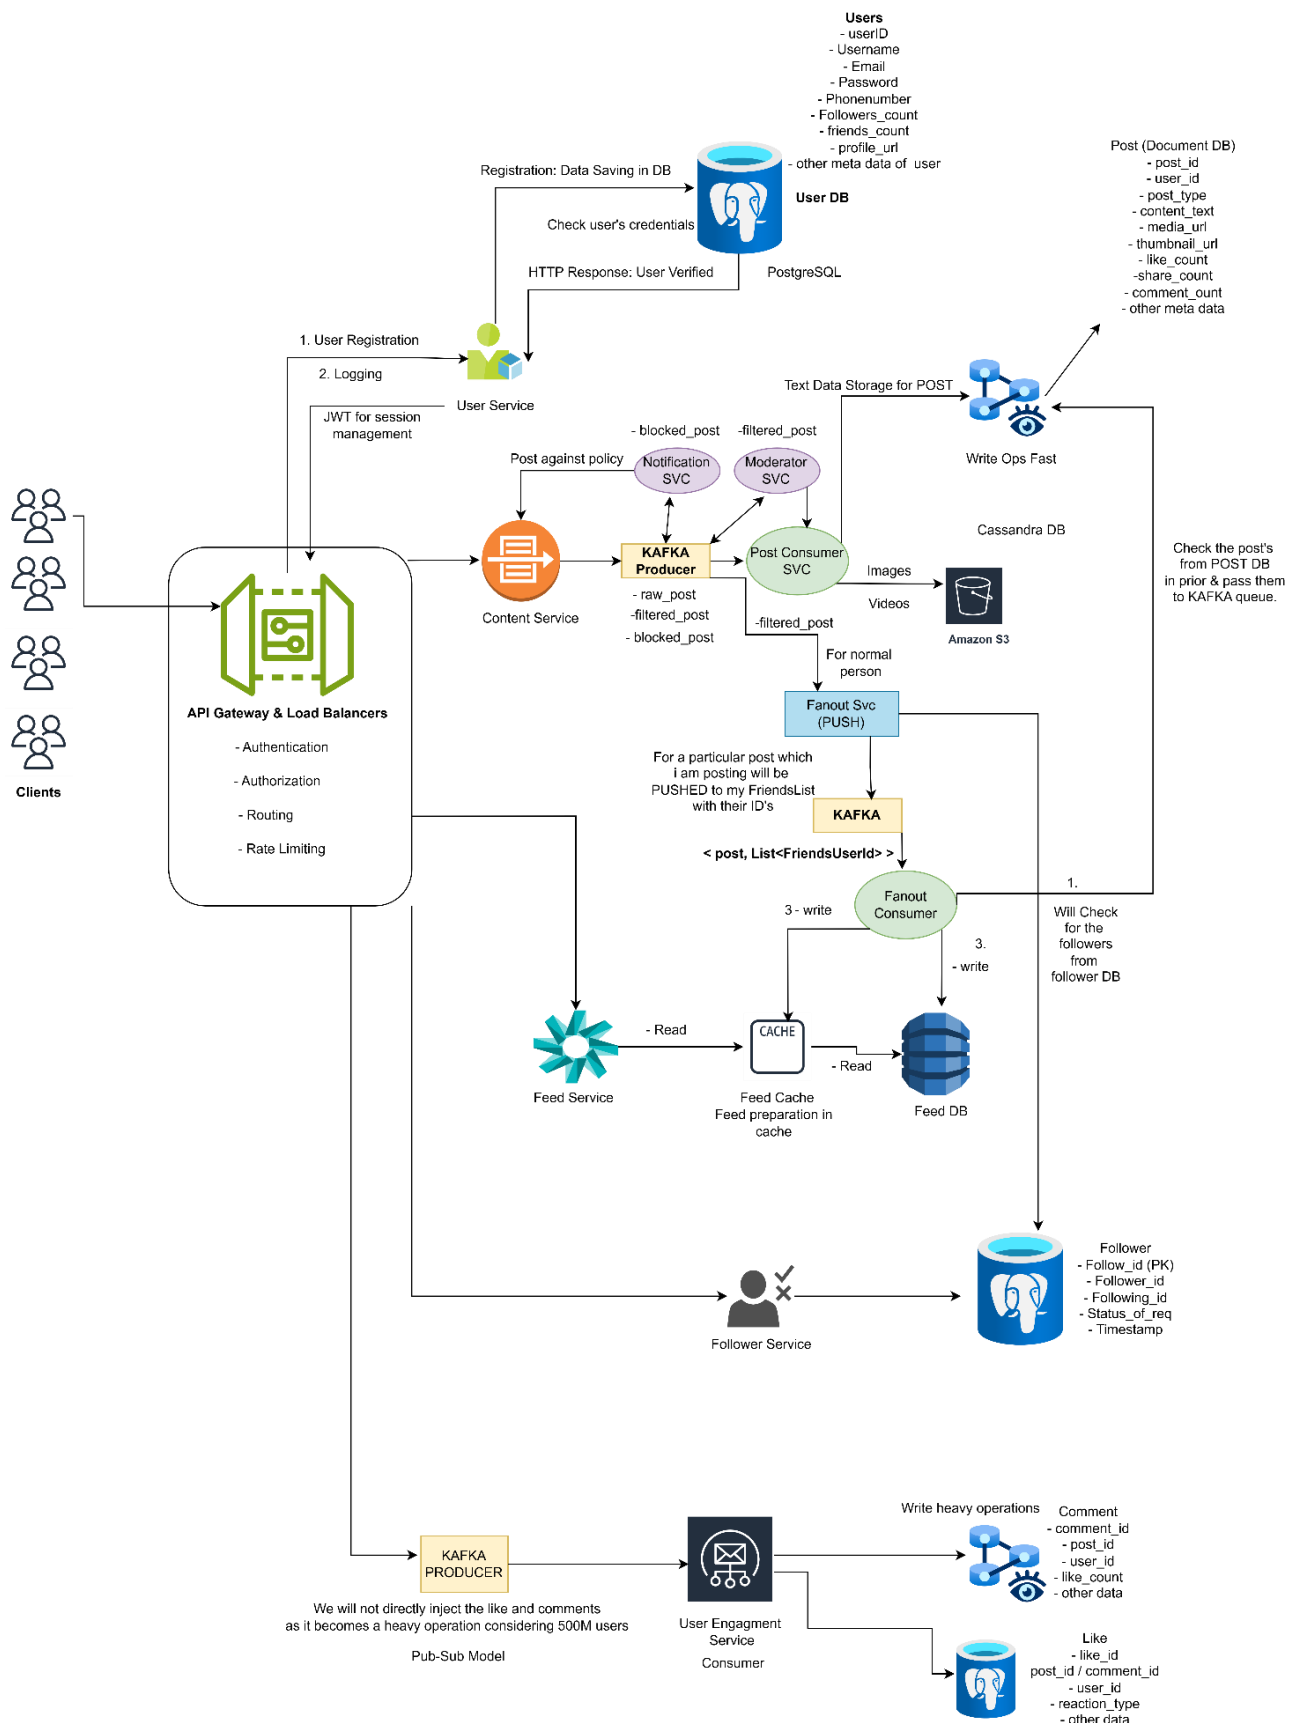 Users
- userID
- Username
- Email
- Password
- Phonenumber
- Followers_count
- friends_count
- profile_url
- other meta data of  user
User DB
PostgreSQL
Registration: Data Saving in DB
Check user's credentials
HTTP Response: User Verified
Post (Document DB)
- post_id
- user_id
- post_type
- content_text
- media_url
- thumbnail_url
- like_count
-share_count
- comment_ount
- other meta data
1. User Registration
2. Logging
User Service
JWT for session
management
Text Data Storage for POST
Write Ops Fast
Cassandra DB
- blocked_post
-filtered_post
Post against policy
Notification
SVC
Moderator
SVC
Content Service
KAFKA
Producer
- raw_post
-filtered_post
- blocked_post
Post Consumer
SVC
Images
Videos
Amazon S3
Check the post's
from POST DB
in prior & pass them
to KAFKA queue.
-filtered_post
For normal
person
Fanout Svc
(PUSH)
For a particular post which
i am posting will be
PUSHED to my FriendsList
with their ID's
KAFKA
< post, List<FriendsUserId> >
Fanout
Consumer
1.
Will Check
for the
followers
from
follower DB
3 - write
3.
- write
Clients
API Gateway & Load Balancers
- Authentication
- Authorization
- Routing
- Rate Limiting
Feed Service
- Read
CACHE
Feed Cache
Feed preparation in
cache
- Read
Feed DB
Follower Service
Follower
- Follow_id (PK)
- Follower_id
- Following_id
- Status_of_req
- Timestamp
KAFKA
PRODUCER
We will not directly inject the like and comments
as it becomes a heavy operation considering 500M users
Pub-Sub Model
User Engagment
Service
Consumer
Write heavy operations
Comment
- comment_id
- post_id
- user_id
- like_count
- other data
Like
- like_id
post_id / comment_id
- user_id
- reaction_type
- other data